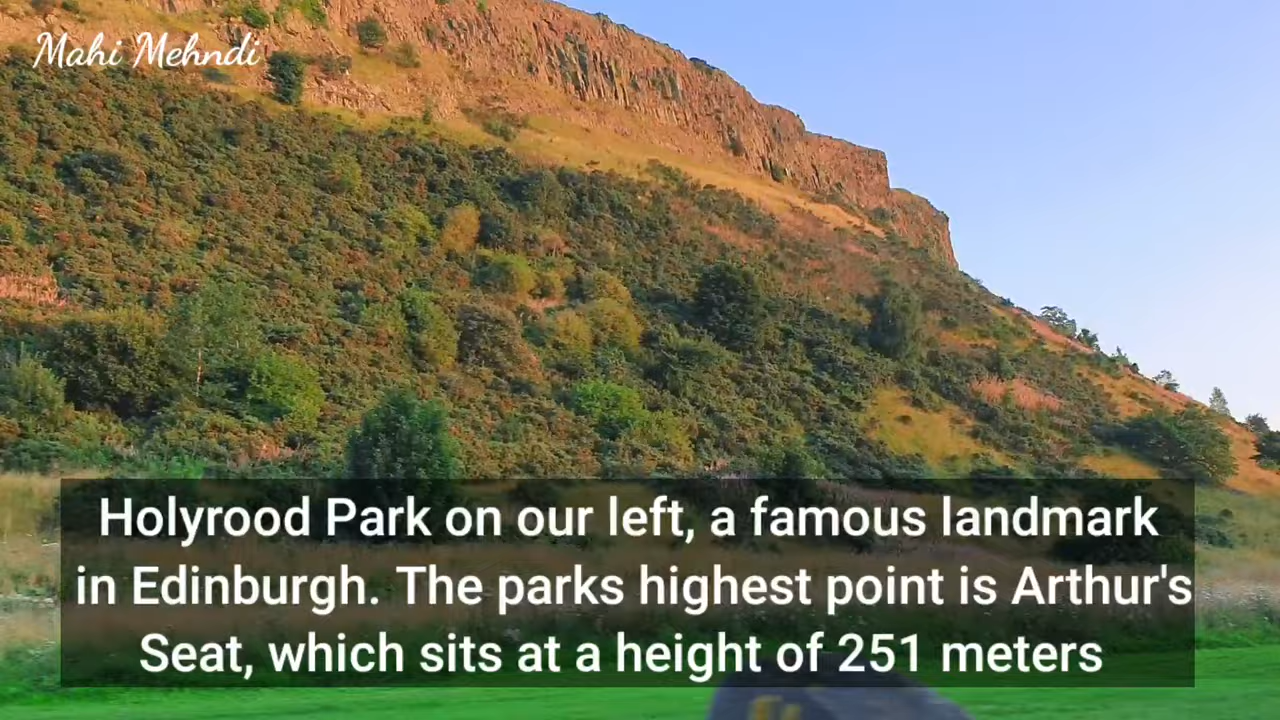 Mahi Mehndi
Holyrood Park on our left, a famous landmark
in Edinburgh. The parks highest point is Arthur's
Seat, which sits at a height of 251 meters